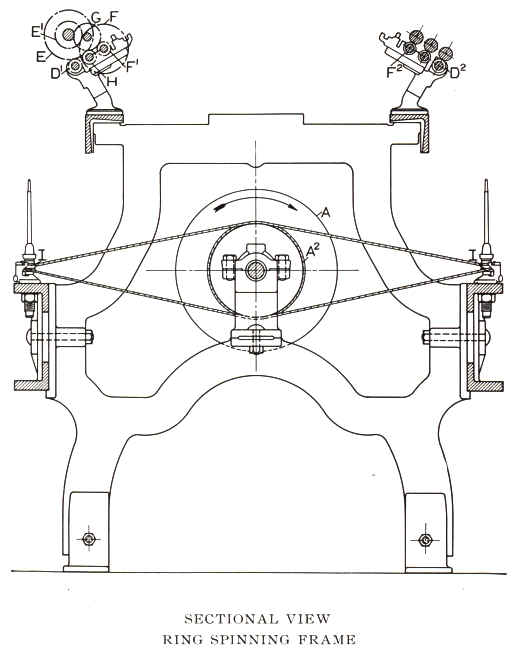 G F
E¹
E
D¹ H F¹
F² D²
A
A²
SECTIONAL VIEW
RING SPINNING FRAME